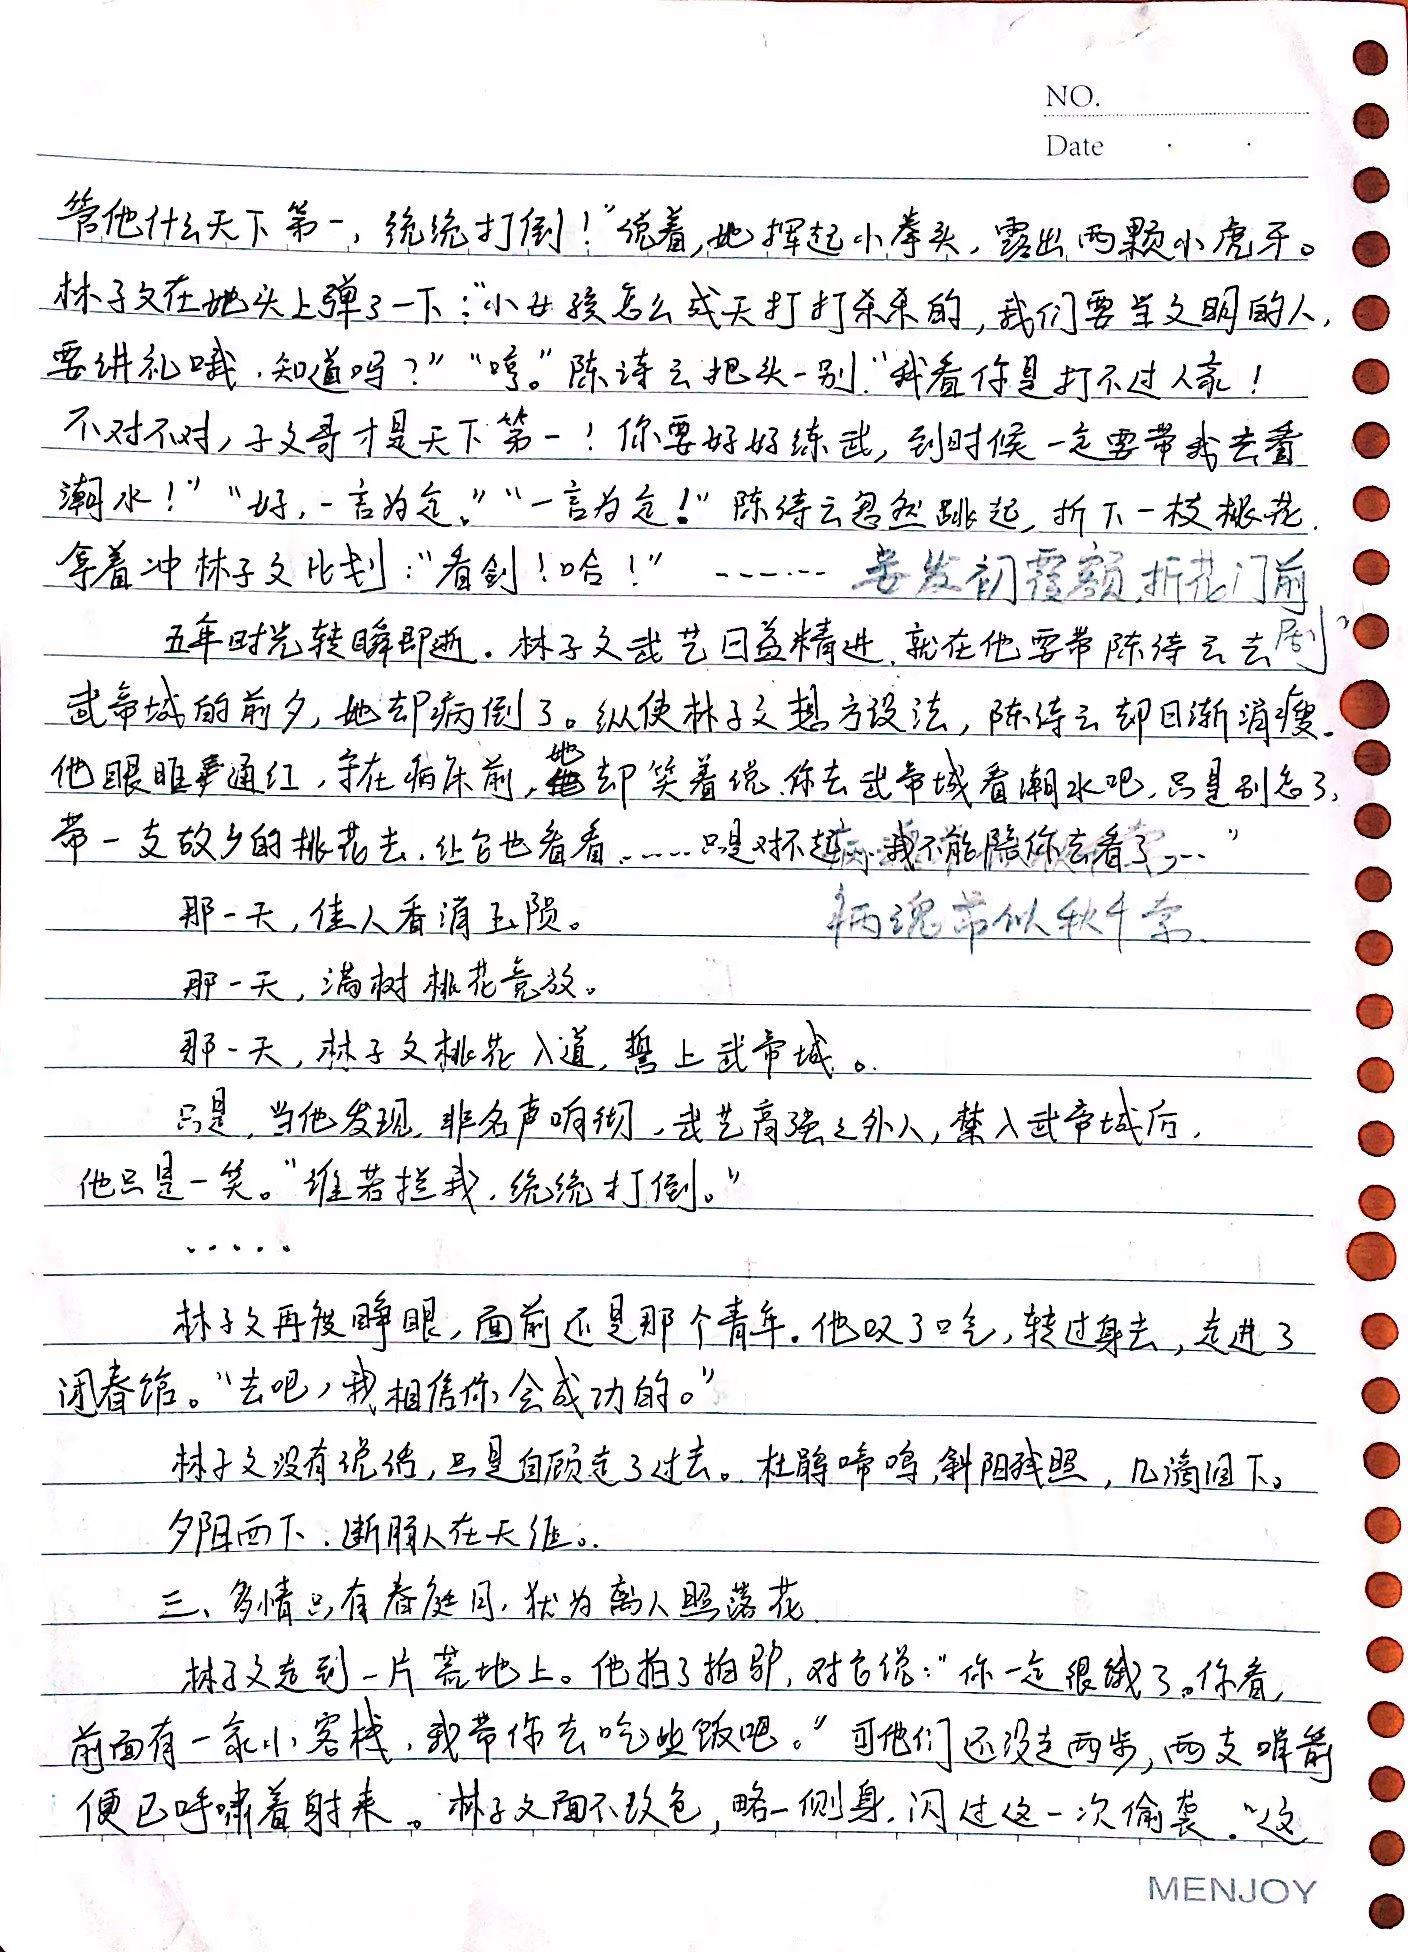 NO.
Date
管他什么天下第一，统统打倒！”说着，她挥起小拳头，露出两颗小虎牙。
林子文在她头上弹了一下：“小女孩怎么成天打打杀杀的，我们要当文明的人，
要讲礼哦，知道吗？”“哼。”陈诗云把头一别，“我看你是打不过人家！
不对不对，子文哥才是天下第一！你要好好练武，到时候一定要带我去看
潮水！”“好，一言为定。”“一言为定！”陈诗云忽然跳起，折下一枝桃花，
拿着冲林子文比划：“看剑！哈！” ------ 妾发初覆额，折花门前
剧”
五年时光转瞬即逝。林子文武艺日益精进，就在他要带陈诗云去
武帝城的前夕，她却病倒了。纵使林子文想方设法，陈诗云却日渐消瘦。
他眼眶通红，守在病床前，她却笑着说，你去武帝城看潮水吧，只是别忘了，
带一支故乡的桃花去，让它也看看……只是对不起…我不能陪你去看了…”
那一天，佳人香消玉陨。 病魂常似秋千索
那一天，满树桃花竞放。
那一天，林子文桃花入道，誓上武帝城。
只是，当他发现，非名声响彻，武艺高强之外人，禁入武帝城后，
他只是一笑。“谁若拦我，统统打倒。”
.....
林子文再度睁眼，面前还是那个青年。他叹了口气，转过身去，走进了
闭春馆。“去吧，我相信你会成功的。”
林子文没有说话，只是自顾走了过去。杜鹃啼鸣，斜阳残照，几滴泪下。
夕阳西下，断肠人在天涯。
三、多情只有春庭月，犹为离人照落花
林子文走到一片荒地上。他拍了拍驴，对它说：“你一定很饿了。你看，
前面有一家小客栈，我带你去吃些饭吧。”可他们还没走两步，两支哨箭
便已呼啸着射来。林子文面不改色，略一侧身，闪过这一次偷袭。“这
MENJOY